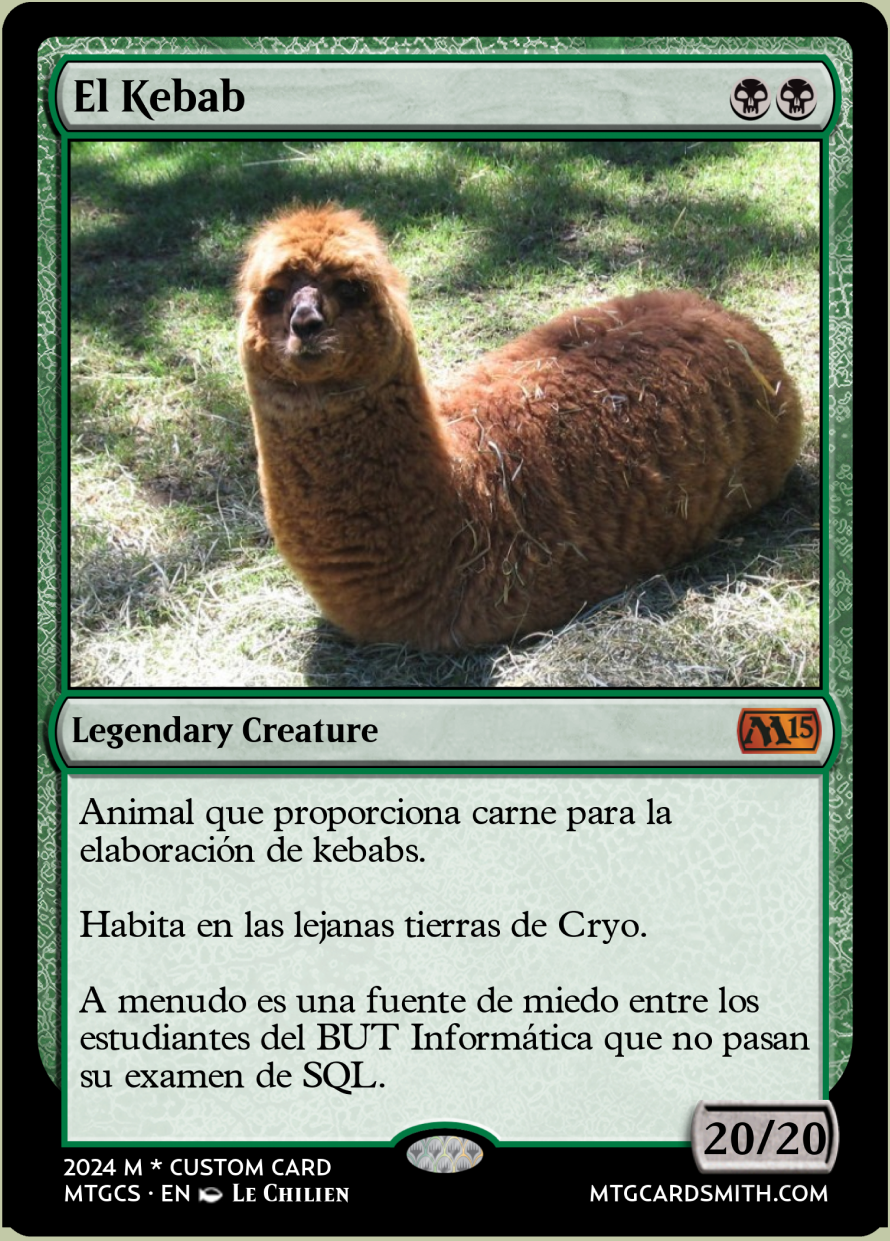 El Kebab
Legendary Creature
M15
Animal que proporciona carne para la
elaboración de kebabs.
Habita en las lejanas tierras de Cryo.
A menudo es una fuente de miedo entre los
estudiantes del BUT Informática que no pasan
su examen de SQL.
20/20
2024 M * CUSTOM CARD
MTGCS · EN Le Chilien
MTGCARDSMITH.COM